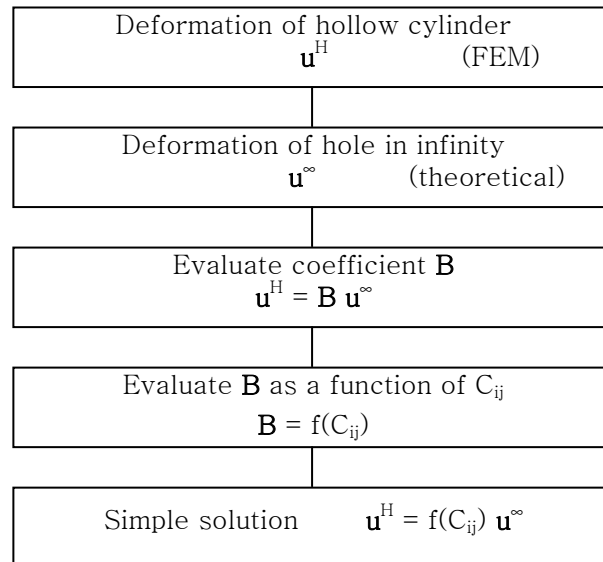 Deformation of hollow cylinder
u^H (FEM)
Deformation of hole in infinity
u^∞ (theoretical)
Evaluate coefficient B
u^H = B u^∞
Evaluate B as a function of C_ij
B = f(C_ij)
Simple solution u^H = f(C_ij) u^∞